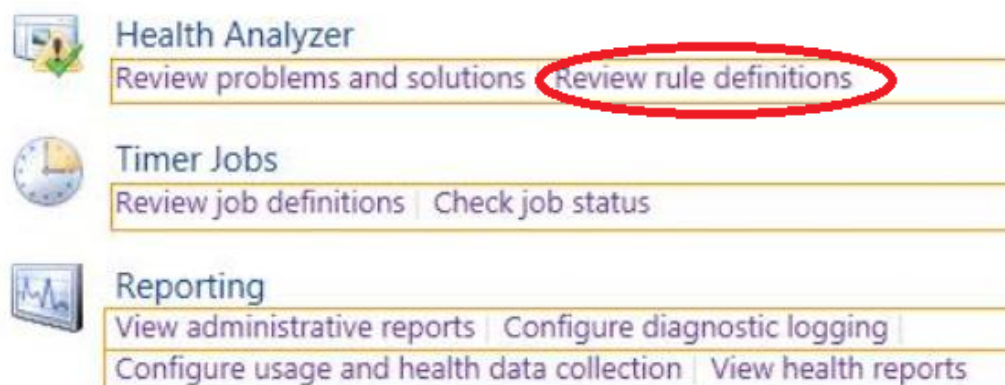 Health Analyzer
Review problems and solutions Review rule definitions
Timer Jobs
Review job definitions Check job status
Reporting
View administrative reports Configure diagnostic logging
Configure usage and health data collection View health reports